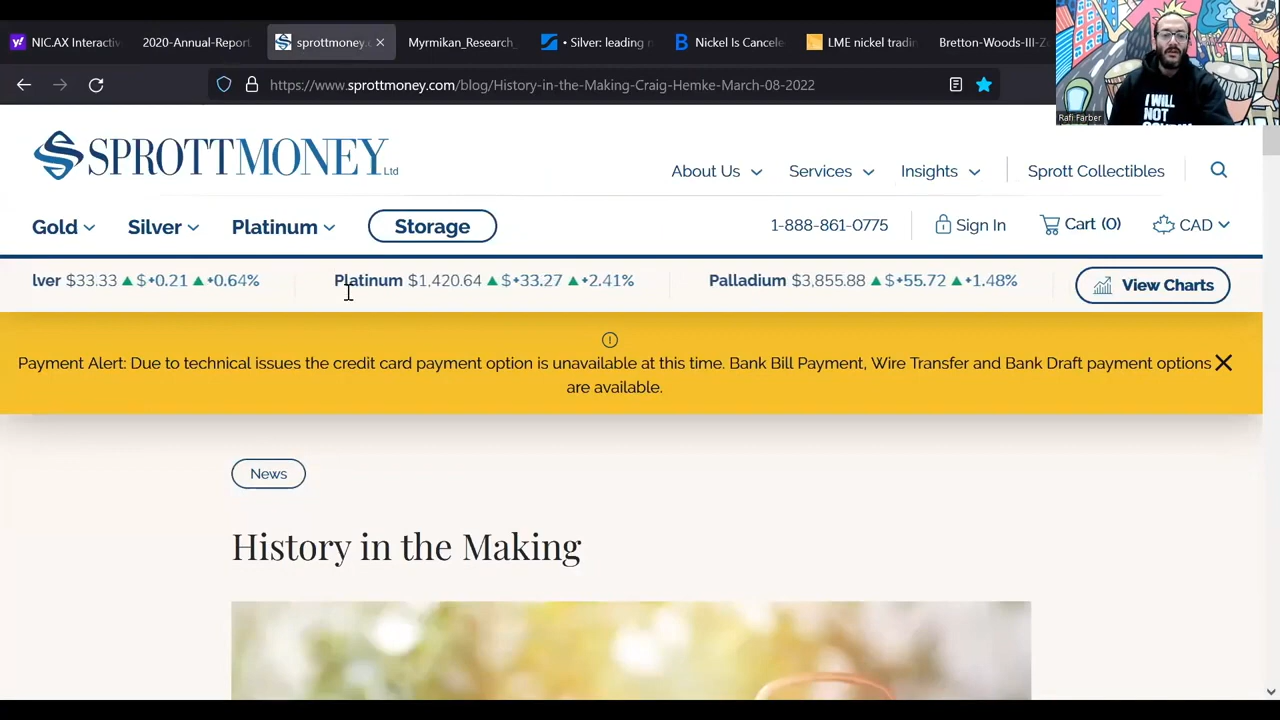 NIC.AX Interactiv
2020-Annual-Report
sprottmoney.c
Myrmikan_Research_
• Silver: leading n
Nickel Is Cancele
LME nickel tradin
Bretton-Woods-III-Z
https://www.sprottmoney.com/blog/History-in-the-Making-Craig-Hemke-March-08-2022
I WILL
NOT
Rafi Farber
SPROTTMONEY Ltd
About Us
Services
Insights
Sprott Collectibles
Gold
Silver
Platinum
Storage
1-888-861-0775
Sign In
Cart (0)
CAD
lver $33.33 ▲ $+0.21 ▲ +0.64%
Platinum $1,420.64 ▲ $+33.27 ▲ +2.41%
Palladium $3,855.88 ▲ $+55.72 ▲ +1.48%
View Charts
Payment Alert: Due to technical issues the credit card payment option is unavailable at this time. Bank Bill Payment, Wire Transfer and Bank Draft payment options
are available.
News
History in the Making